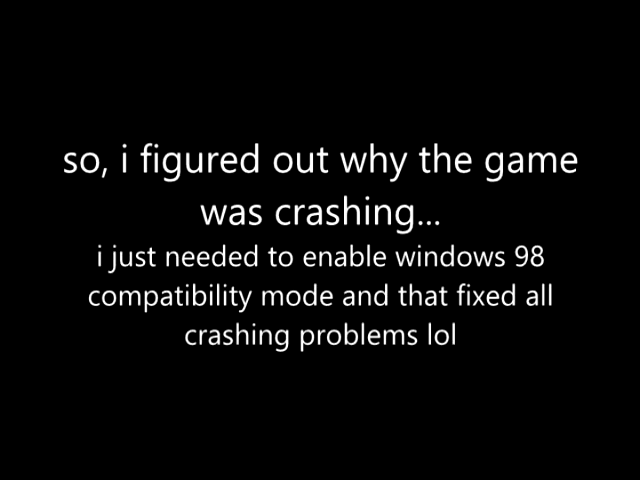 so, i figured out why the game
was crashing...
i just needed to enable windows 98
compatibility mode and that fixed all
crashing problems lol